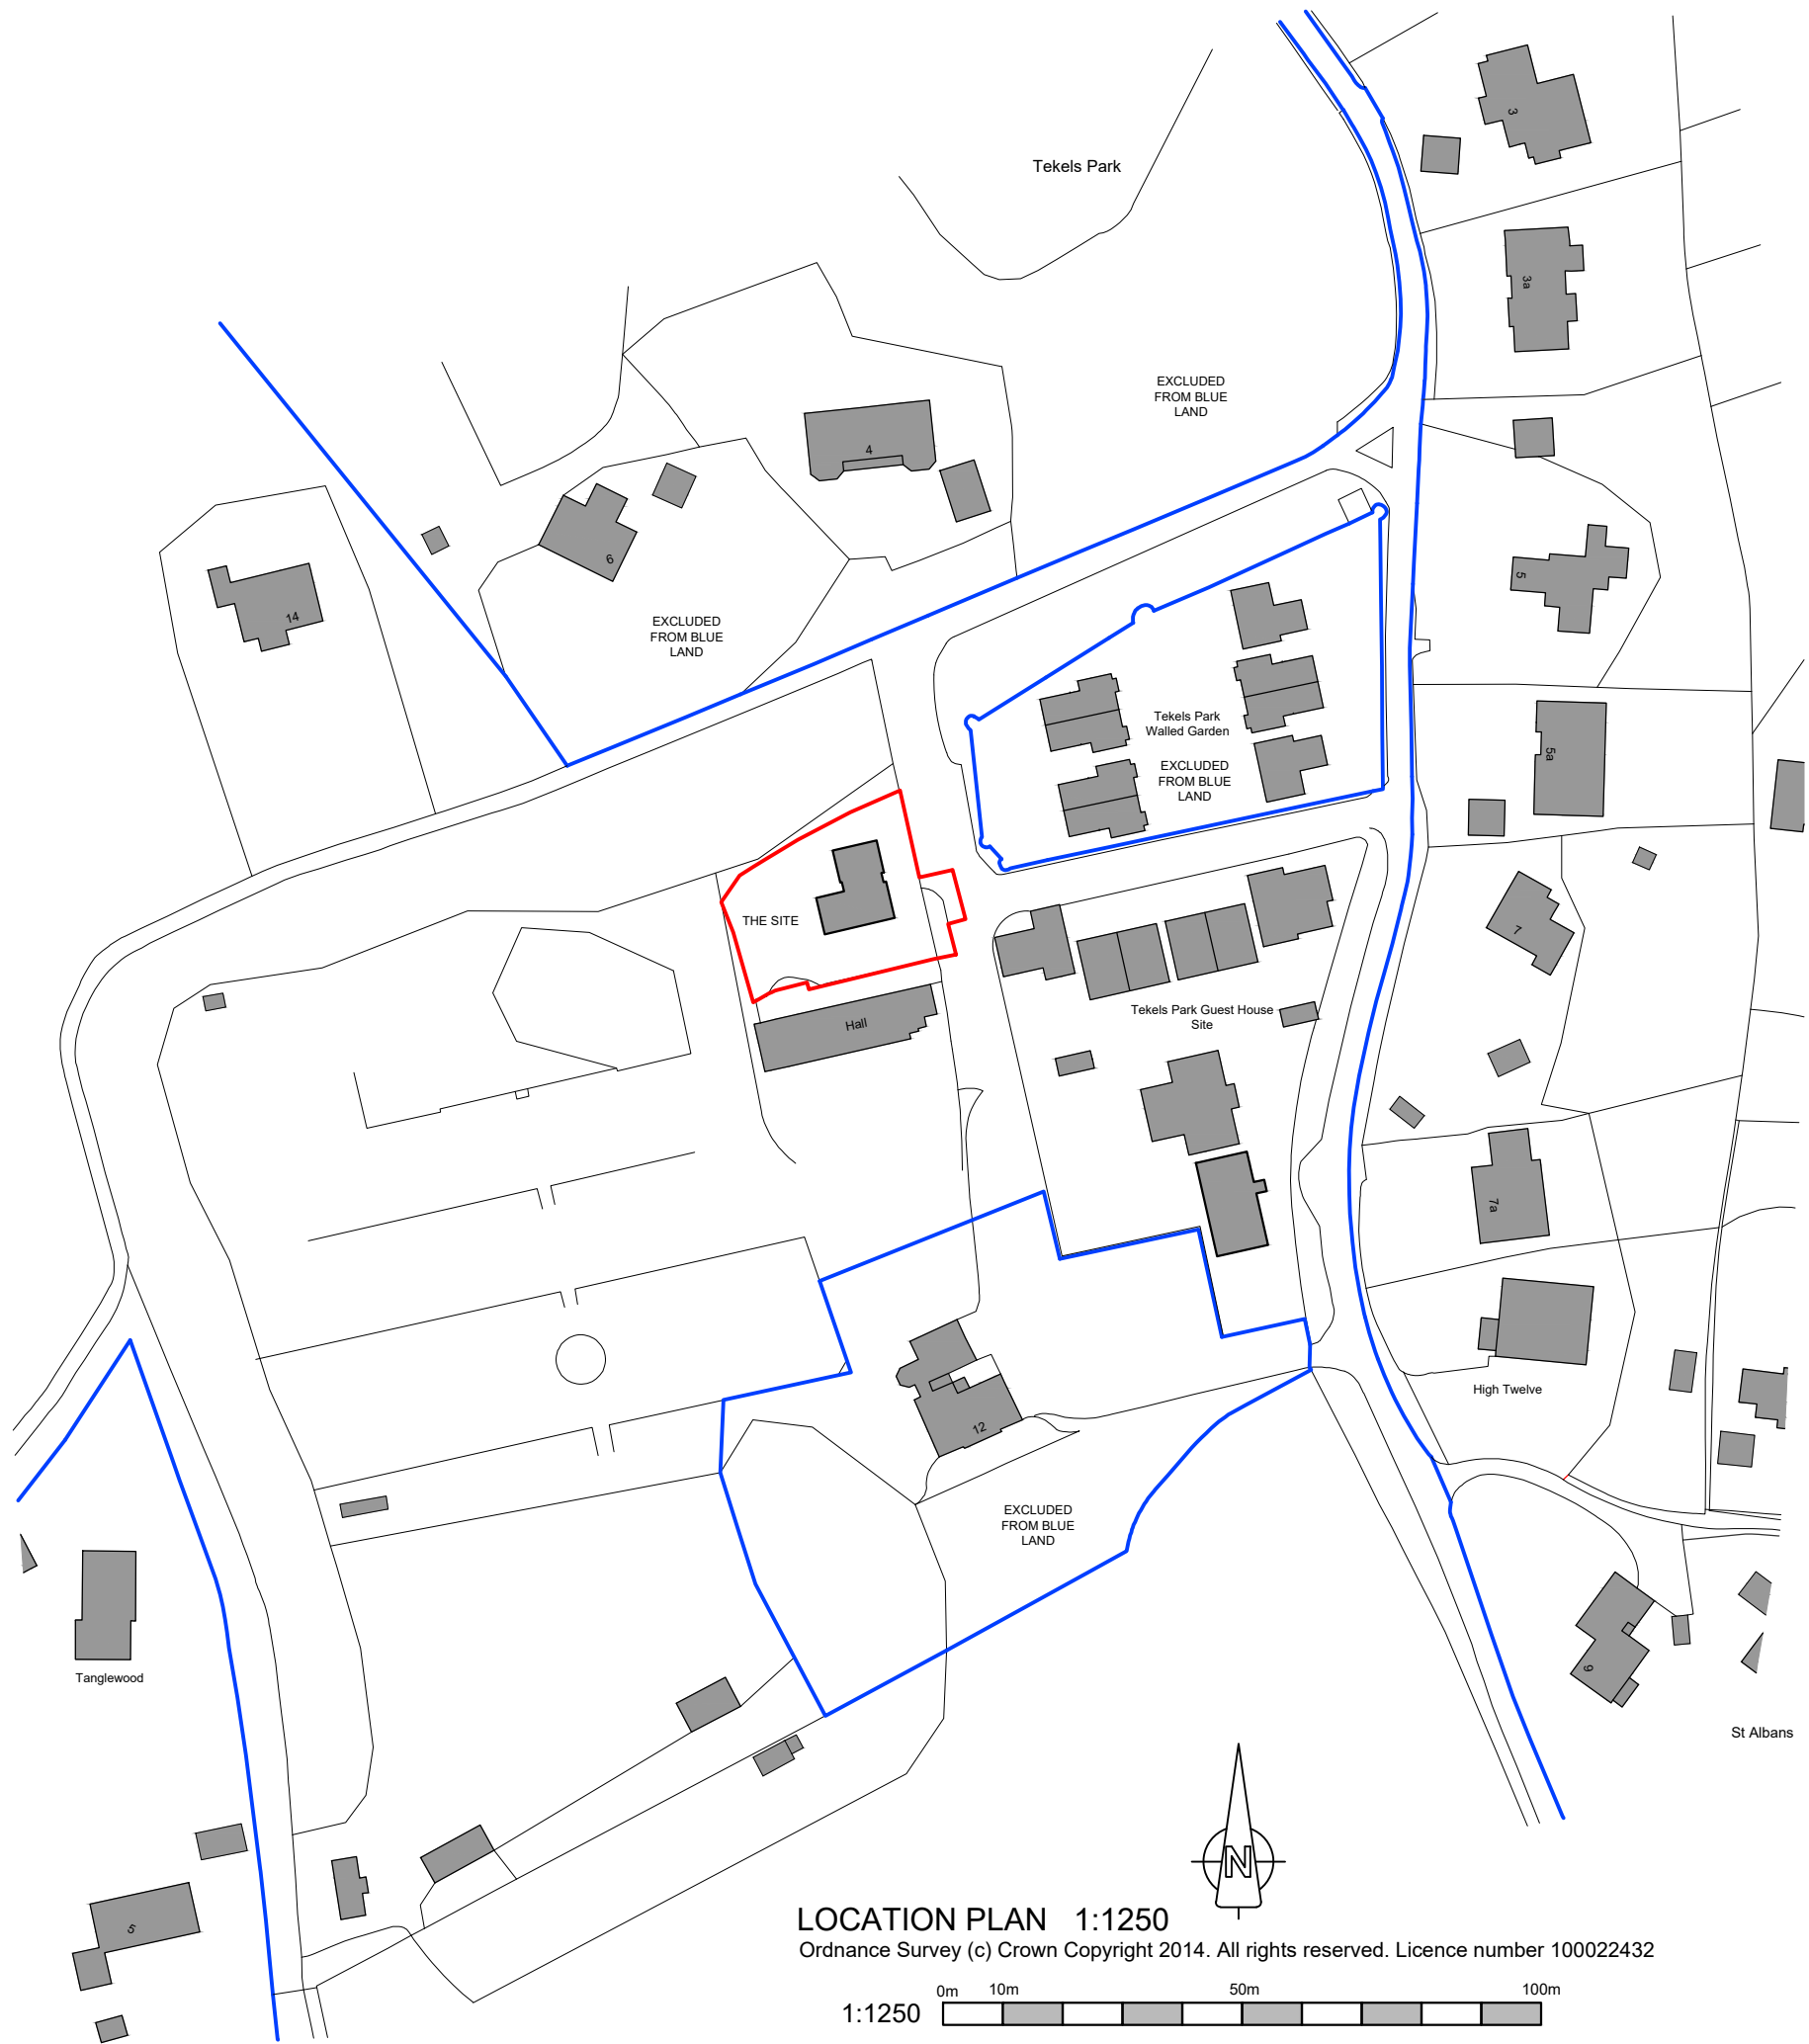 3
Tekels Park
3a
EXCLUDED
FROM BLUE
LAND
4
6
5
14
EXCLUDED
FROM BLUE
LAND
Tekels Park
Walled Garden
EXCLUDED
FROM BLUE
LAND
5a
THE SITE
7
Tekels Park Guest House
Site
Hall
7a
High Twelve
12
EXCLUDED
FROM BLUE
LAND
9
Tanglewood
St Albans
N
5
LOCATION PLAN 1:1250
Ordnance Survey (c) Crown Copyright 2014. All rights reserved. Licence number 100022432
0m 10m 50m 100m
1:1250